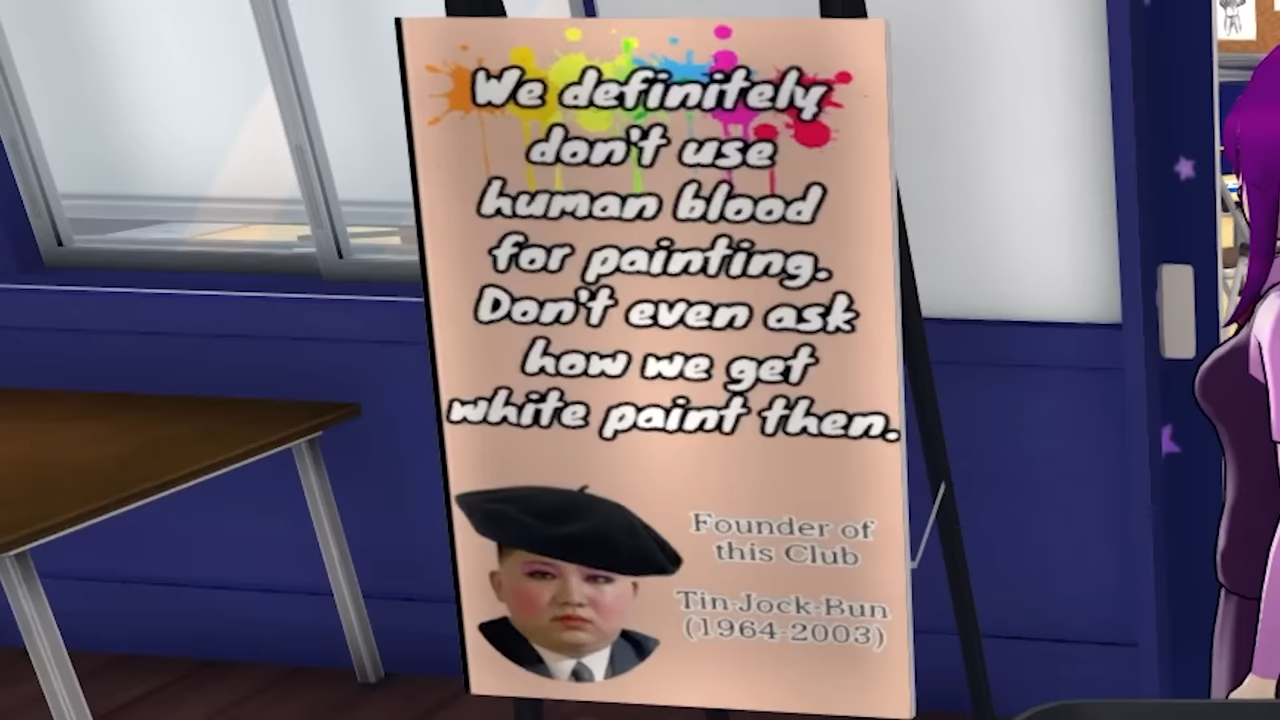 We definitely
don't use
human blood
for painting.
Don't even ask
how we get
white paint then.
Founder of
this Club
Tin-Jock-Bun
(1964-2003)